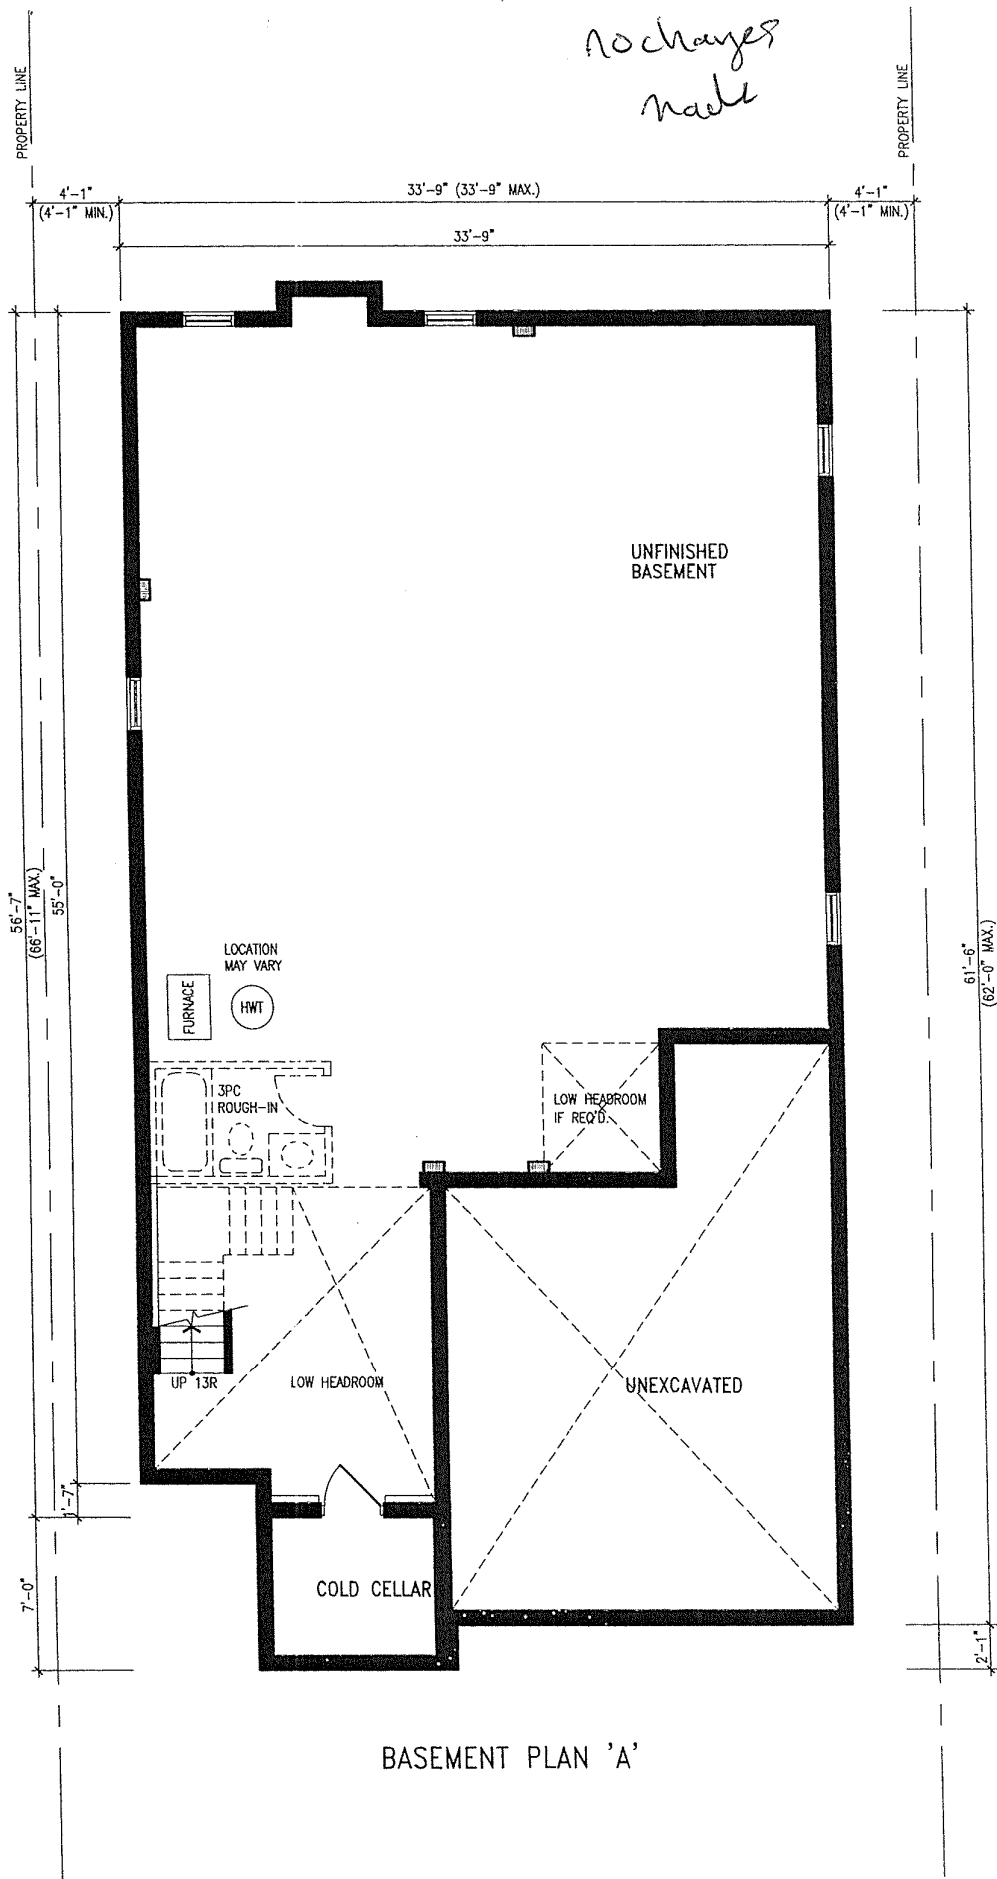 no changes
made
PROPERTY LINE
PROPERTY LINE
4'-1"
(4'-1" MIN.)
33'-9" (33'-9" MAX.)
4'-1"
(4'-1" MIN.)
33'-9"
UNFINISHED
BASEMENT
56'-7"
(66'-11" MAX.)
55'-0"
61'-6"
(62'-0" MAX.)
LOCATION
MAY VARY
FURNACE
HWT
3PC
ROUGH-IN
LOW HEADROOM
IF REQ'D.
UP 13R
LOW HEADROOM
UNEXCAVATED
1'-7"
7'-0"
COLD CELLAR
2'-1"
BASEMENT PLAN 'A'